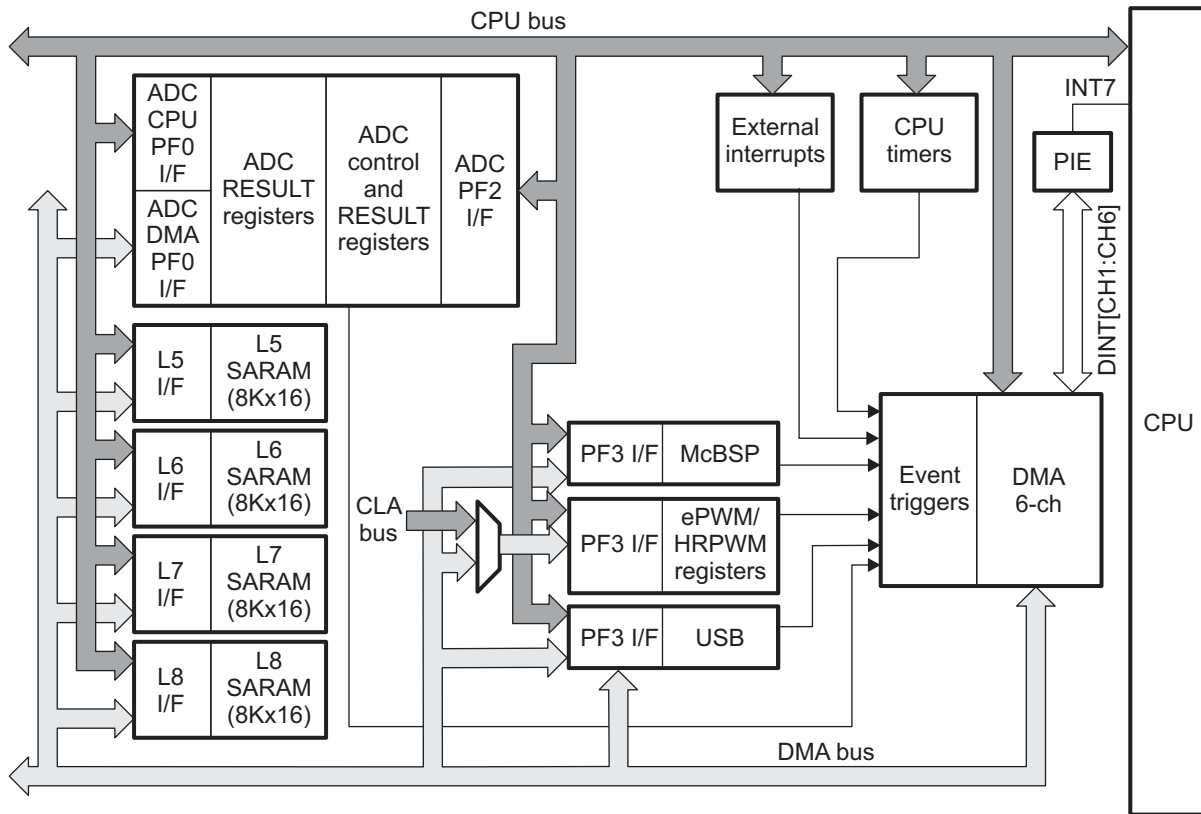 CPU bus
INT7
ADC
CPU
PF0
I/F
ADC
DMA
PF0
I/F
ADC
RESULT
registers
ADC
control
and
RESULT
registers
ADC
PF2
I/F
External
interrupts
CPU
timers
PIE
DINT[CH1:CH6]
CPU
L5
I/F
L5
SARAM
(8Kx16)
L6
I/F
L6
SARAM
(8Kx16)
L7
I/F
L7
SARAM
(8Kx16)
L8
I/F
L8
SARAM
(8Kx16)
CLA
bus
PF3 I/F
McBSP
PF3 I/F
ePWM/
HRPWM
registers
PF3 I/F
USB
Event
triggers
DMA
6-ch
DMA bus